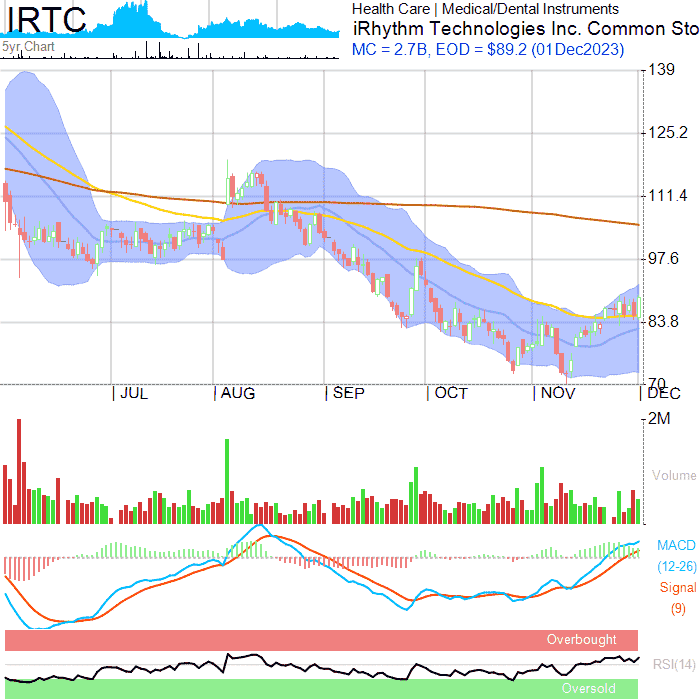 IRTC
5yr Chart
Health Care | Medical/Dental Instruments
iRhythm Technologies Inc. Common Sto
MC = 2.7B, EOD = $89.2 (01Dec2023)
139
125.2
111.4
97.6
83.8
70
JUL AUG SEP OCT NOV DEC
2M
Volume
MACD
(12-26)
Signal
(9)
Overbought
RSI(14)
Oversold